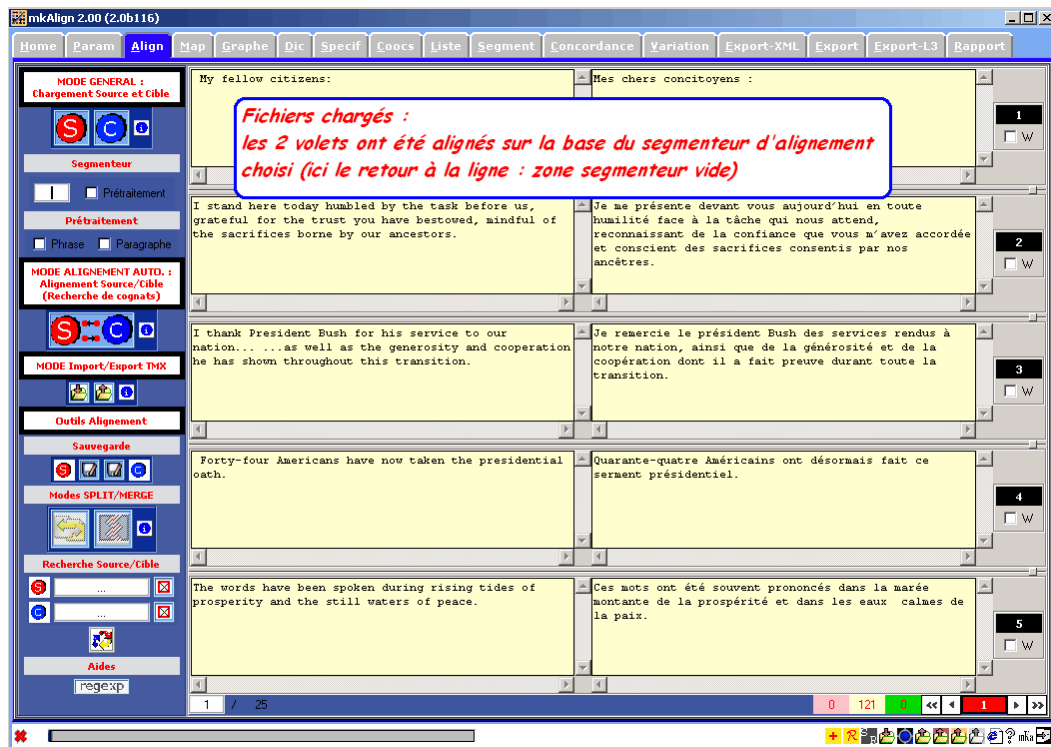 mkAlign 2.00 (2.0b116)
Home Param Align Map Graphe Dic Specif Coocs Liste Segment Concordance Variation Export-XML Export Export-L3 Rapport
MODE GENERAL :
Chargement Source et Cible
S C i
Segmenteur
Prétraitement
Prétraitement
Phrase Paragraphe
MODE ALIGNEMENT AUTO. :
Alignement Source/Cible
(Recherche de cognats)
S C i
MODE Import/Export TMX
i
Outils Alignement
Sauvegarde
S C
Modes SPLIT/MERGE
i
Recherche Source/Cible
S ...
C ...
Aides
regexp
My fellow citizens:
Mes chers concitoyens :
1
W
Fichiers chargés :
les 2 volets ont été alignés sur la base du segmenteur d'alignement
choisi (ici le retour à la ligne : zone segmenteur vide)
I stand here today humbled by the task before us,
grateful for the trust you have bestowed, mindful of
the sacrifices borne by our ancestors.
Je me présente devant vous aujourd'hui en toute
humilité face à la tâche qui nous attend,
reconnaissant de la confiance que vous m'avez accordée
et conscient des sacrifices consentis par nos
ancêtres.
2
W
I thank President Bush for his service to our
nation... ...as well as the generosity and cooperation
he has shown throughout this transition.
Je remercie le président Bush des services rendus à
notre nation, ainsi que de la générosité et de la
coopération dont il a fait preuve durant toute la
transition.
3
W
Forty-four Americans have now taken the presidential
oath.
Quarante-quatre Américains ont désormais fait ce
serment présidentiel.
4
W
The words have been spoken during rising tides of
prosperity and the still waters of peace.
Ces mots ont été souvent prononcés dans la marée
montante de la prospérité et dans les eaux  calmes de
la paix.
5
W
1 / 25
0 121 0 1
mka